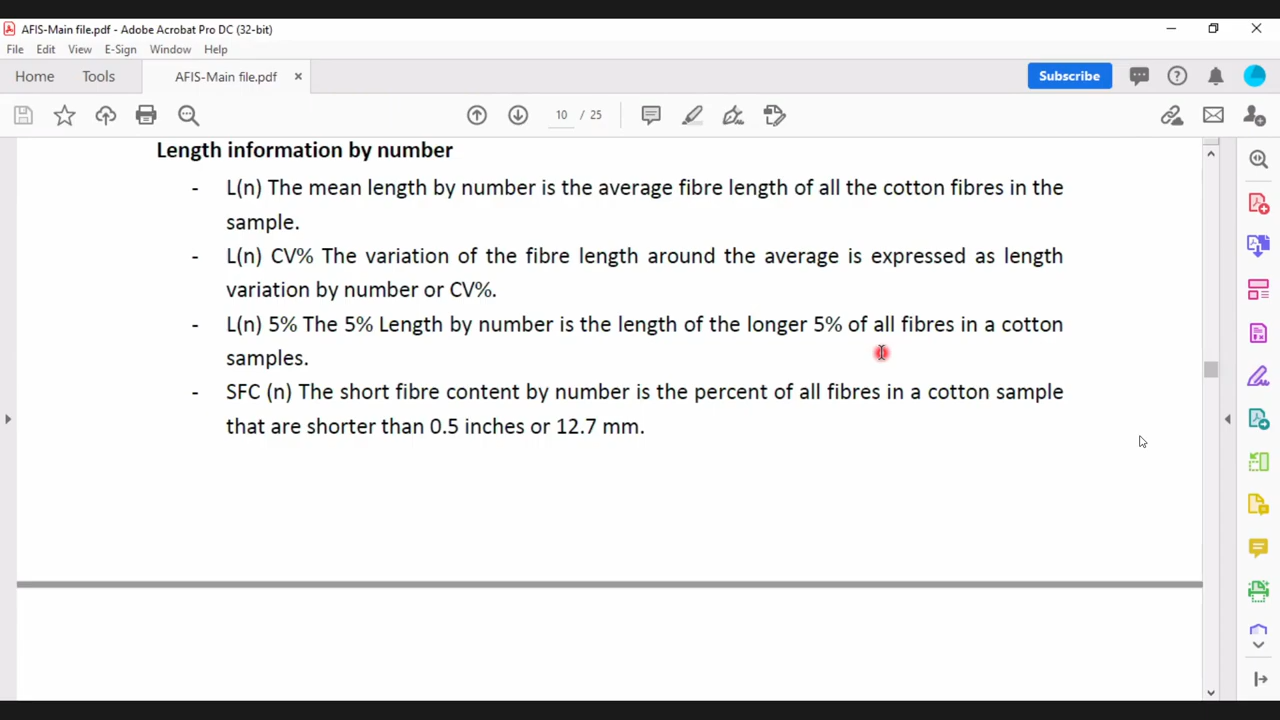 AFIS-Main file.pdf - Adobe Acrobat Pro DC (32-bit)
File Edit View E-Sign Window Help
Home Tools AFIS-Main file.pdf ×
Subscribe
10 / 25
Length information by number
- L(n) The mean length by number is the average fibre length of all the cotton fibres in the
sample.
- L(n) CV% The variation of the fibre length around the average is expressed as length
variation by number or CV%.
- L(n) 5% The 5% Length by number is the length of the longer 5% of all fibres in a cotton
samples.
- SFC (n) The short fibre content by number is the percent of all fibres in a cotton sample
that are shorter than 0.5 inches or 12.7 mm.